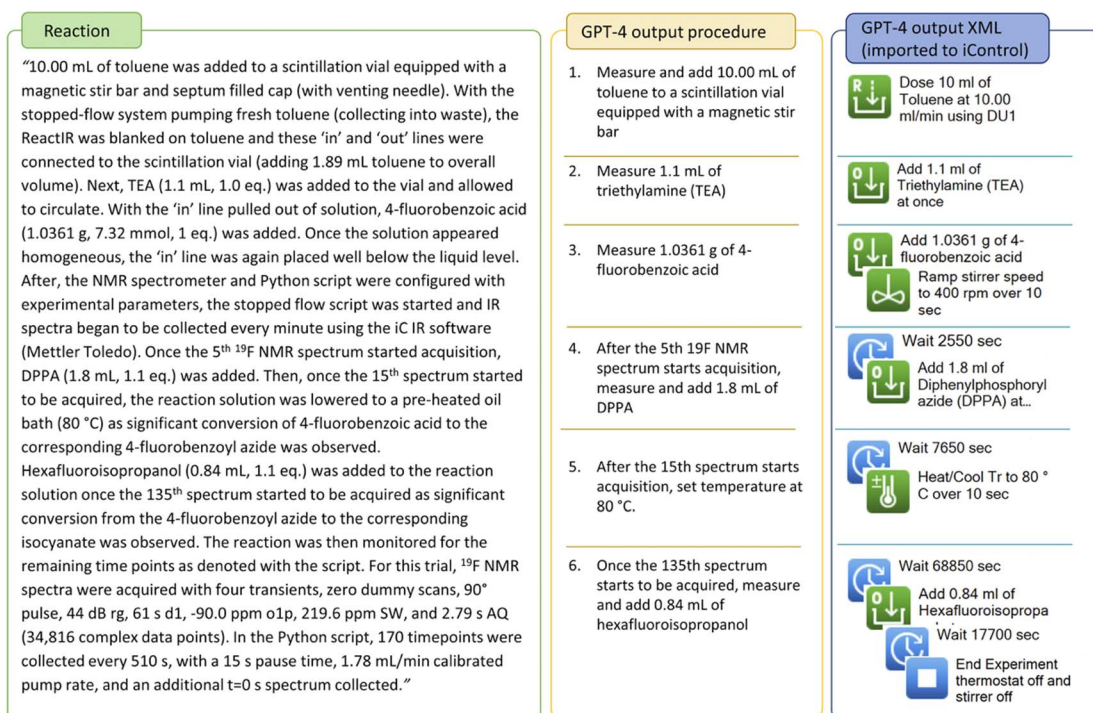 Reaction
"10.00 mL of toluene was added to a scintillation vial equipped with a
magnetic stir bar and septum filled cap (with venting needle). With the
stopped-flow system pumping fresh toluene (collecting into waste), the
ReactIR was blanked on toluene and these 'in' and 'out' lines were
connected to the scintillation vial (adding 1.89 mL toluene to overall
volume). Next, TEA (1.1 mL, 1.0 eq.) was added to the vial and allowed
to circulate. With the 'in' line pulled out of solution, 4-fluorobenzoic acid
(1.0361 g, 7.32 mmol, 1 eq.) was added. Once the solution appeared
homogeneous, the 'in' line was again placed well below the liquid level.
After, the NMR spectrometer and Python script were configured with
experimental parameters, the stopped flow script was started and IR
spectra began to be collected every minute using the iC IR software
(Mettler Toledo). Once the 5th 19F NMR spectrum started acquisition,
DPPA (1.8 mL, 1.1 eq.) was added. Then, once the 15th spectrum started
to be acquired, the reaction solution was lowered to a pre-heated oil
bath (80 °C) as significant conversion of 4-fluorobenzoic acid to the
corresponding 4-fluorobenzoyl azide was observed.
Hexafluoroisopropanol (0.84 mL, 1.1 eq.) was added to the reaction
solution once the 135th spectrum started to be acquired as significant
conversion from the 4-fluorobenzoyl azide to the corresponding
isocyanate was observed. The reaction was then monitored for the
remaining time points as denoted with the script. For this trial, 19F NMR
spectra were acquired with four transients, zero dummy scans, 90°
pulse, 44 dB rg, 61 s d1, -90.0 ppm o1p, 219.6 ppm SW, and 2.79 s AQ
(34,816 complex data points). In the Python script, 170 timepoints were
collected every 510 s, with a 15 s pause time, 1.78 mL/min calibrated
pump rate, and an additional t=0 s spectrum collected."
GPT-4 output procedure
1. Measure and add 10.00 mL of
toluene to a scintillation vial
equipped with a magnetic stir
bar
2. Measure 1.1 mL of
triethylamine (TEA)
3. Measure 1.0361 g of 4-
fluorobenzoic acid
4. After the 5th 19F NMR
spectrum starts acquisition,
measure and add 1.8 mL of
DPPA
5. After the 15th spectrum starts
acquisition, set temperature at
80 °C.
6. Once the 135th spectrum
starts to be acquired, measure
and add 0.84 mL of
hexafluoroisopropanol
GPT-4 output XML
(imported to iControl)
R
Dose 10 ml of
Toluene at 10.00
ml/min using DU1
Add 1.1 ml of
Triethylamine (TEA)
at once
Add 1.0361 g of 4-
fluorobenzoic acid
Ramp stirrer speed
to 400 rpm over 10
sec
Wait 2550 sec
Add 1.8 ml of
Diphenylphosphoryl
azide (DPPA) at...
Wait 7650 sec
Heat/Cool Tr to 80 °
C over 10 sec
Wait 68850 sec
Add 0.84 ml of
Hexafluoroisopropa
Wait 17700 sec
End Experiment
thermostat off and
stirrer off